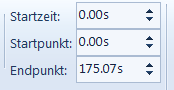 Startzeit: 0.00s
Startpunkt: 0.00s
Endpunkt: 175.07s